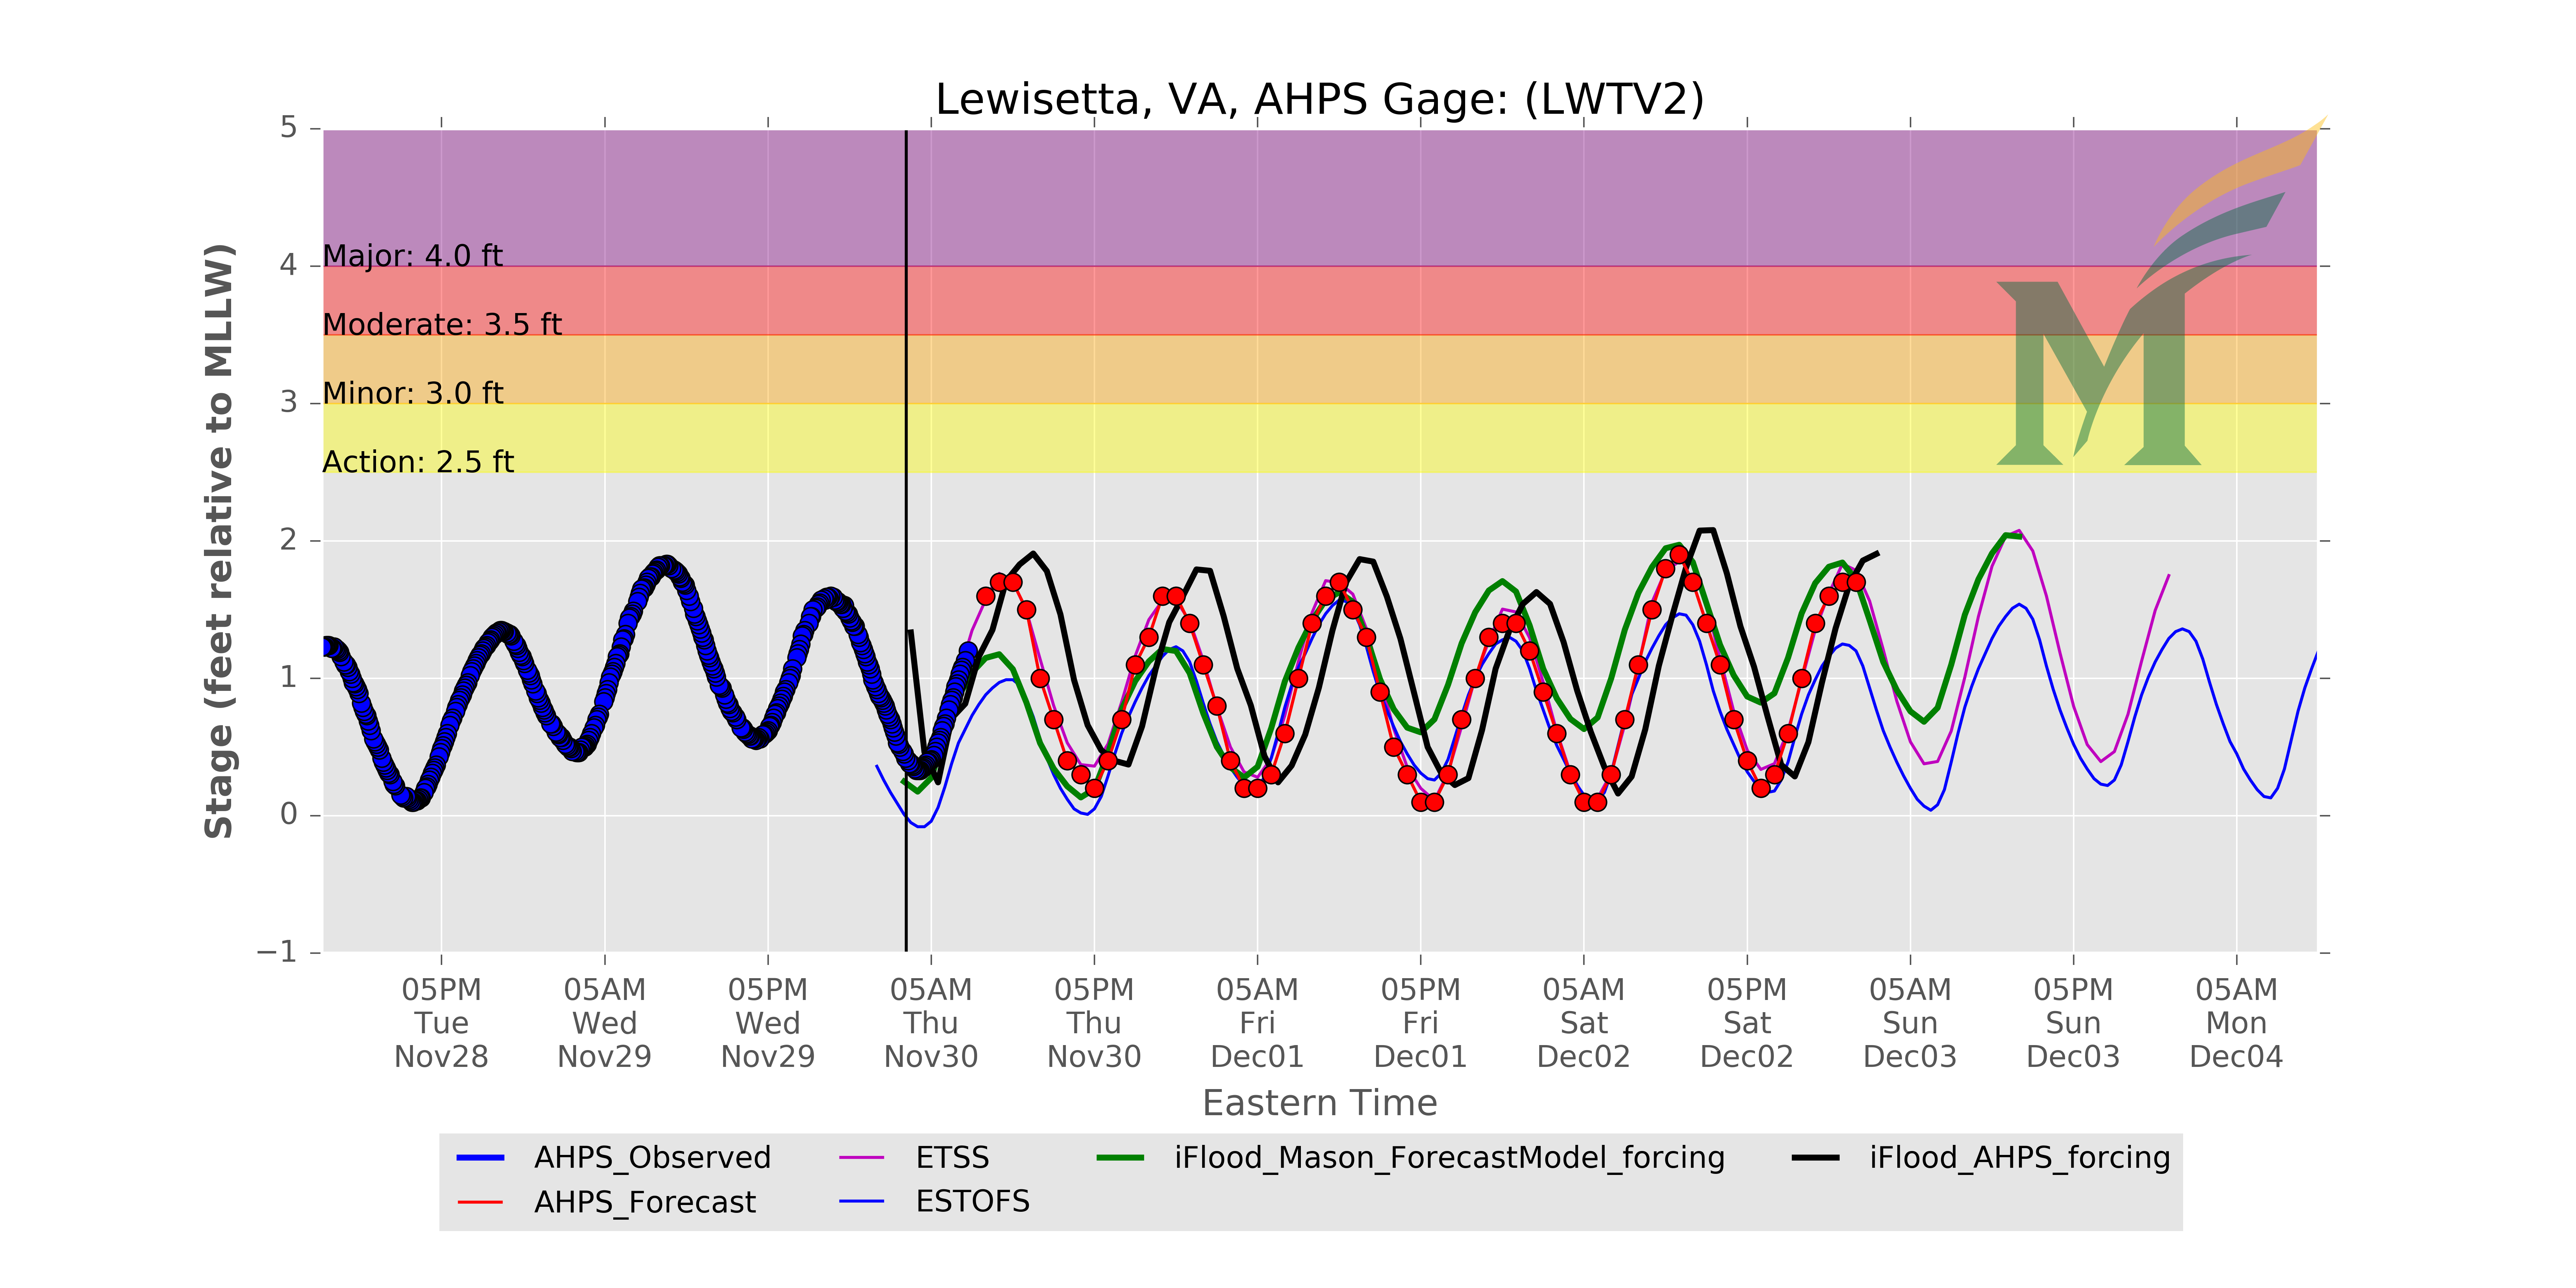 Lewisetta, VA, AHPS Gage: (LWTV2)
5
4
3
2
1
0
−1
Stage (feet relative to MLLW)
Major: 4.0 ft
Moderate: 3.5 ft
Minor: 3.0 ft
Action: 2.5 ft
05PM 05AM 05PM 05AM 05PM 05AM 05PM 05AM 05PM 05AM 05PM 05AM
Tue Wed Wed Thu Thu Fri Fri Sat Sat Sun Sun Mon
Nov28 Nov29 Nov29 Nov30 Nov30 Dec01 Dec01 Dec02 Dec02 Dec03 Dec03 Dec04
Eastern Time
AHPS_Observed ETSS iFlood_Mason_ForecastModel_forcing iFlood_AHPS_forcing
AHPS_Forecast ESTOFS